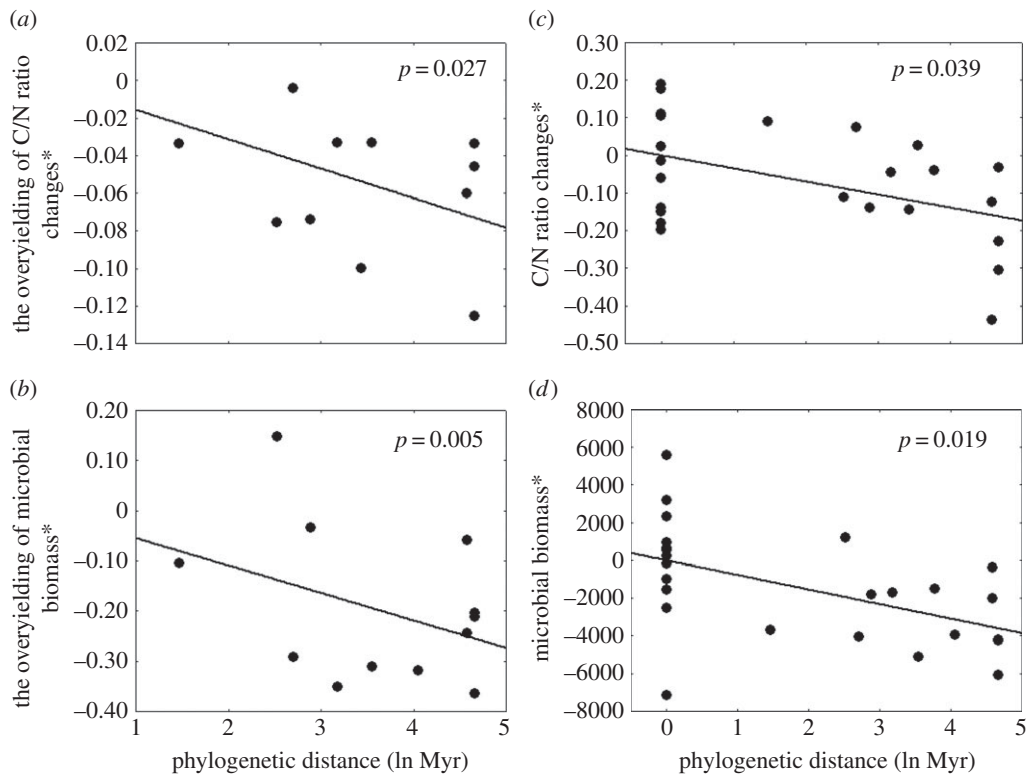 (a)
the overyielding of C/N ratio
changes*
0.02
0
−0.02
−0.04
−0.06
−0.08
−0.10
−0.12
−0.14
p = 0.027
(c)
C/N ratio changes*
0.30
0.20
0.10
0
−0.10
−0.20
−0.30
−0.40
−0.50
p = 0.039
(b)
the overyielding of microbial
biomass*
0.20
0.10
0
−0.10
−0.20
−0.30
−0.40
p = 0.005
1 2 3 4 5
phylogenetic distance (ln Myr)
(d)
microbial biomass*
8000
6000
4000
2000
0
−2000
−4000
−6000
−8000
p = 0.019
0 1 2 3 4 5
phylogenetic distance (ln Myr)